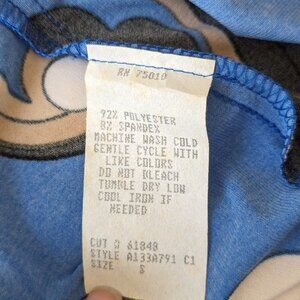 RN 75010
92% POLYESTER
8% SPANDEX
MACHINE WASH COLD
GENTLE CYCLE WITH
LIKE COLORS
DO NOT BLEACH
TUMBLE DRY LOW
COOL IRON IF
NEEDED
CUT # 61848
STYLE A133A791 C1
SIZE S